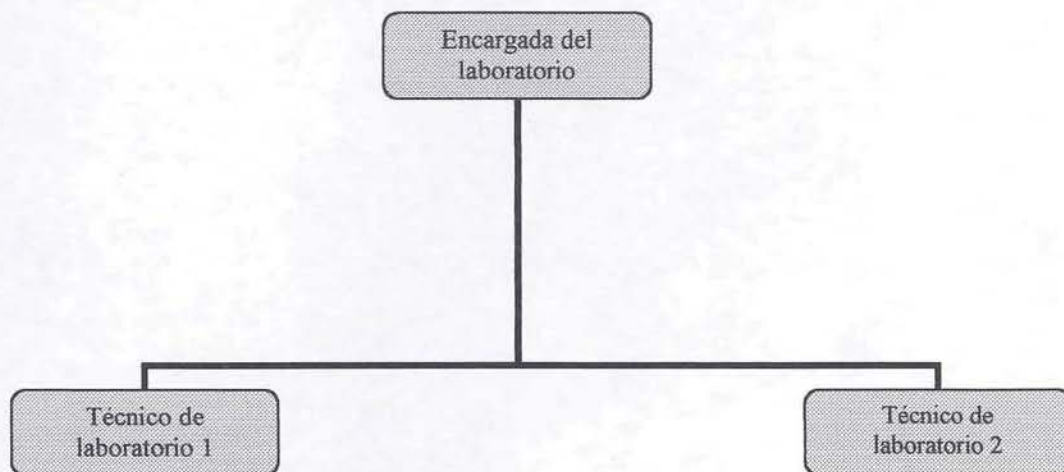 Encargada del
laboratorio
Técnico de
laboratorio 1
Técnico de
laboratorio 2